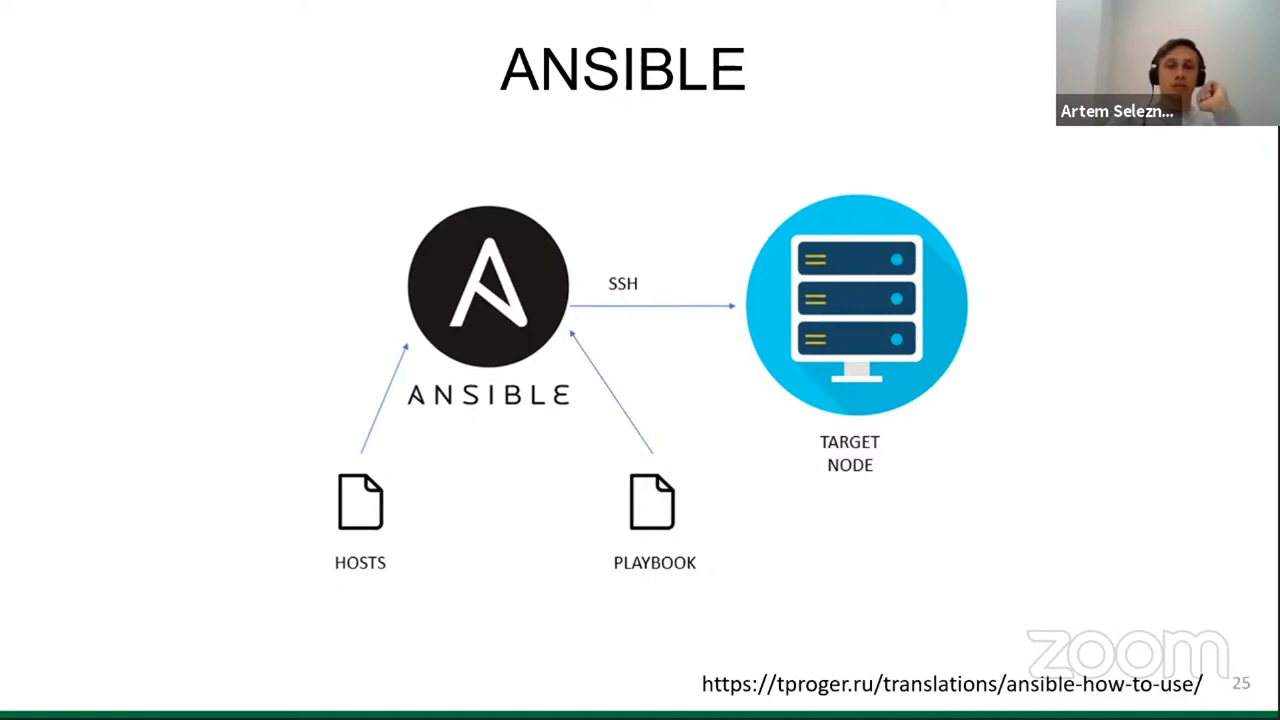 ANSIBLE
Artem Selezn...
SSH
ANSIBLE
TARGET
NODE
HOSTS
PLAYBOOK
zoom
https://tproger.ru/translations/ansible-how-to-use/
25